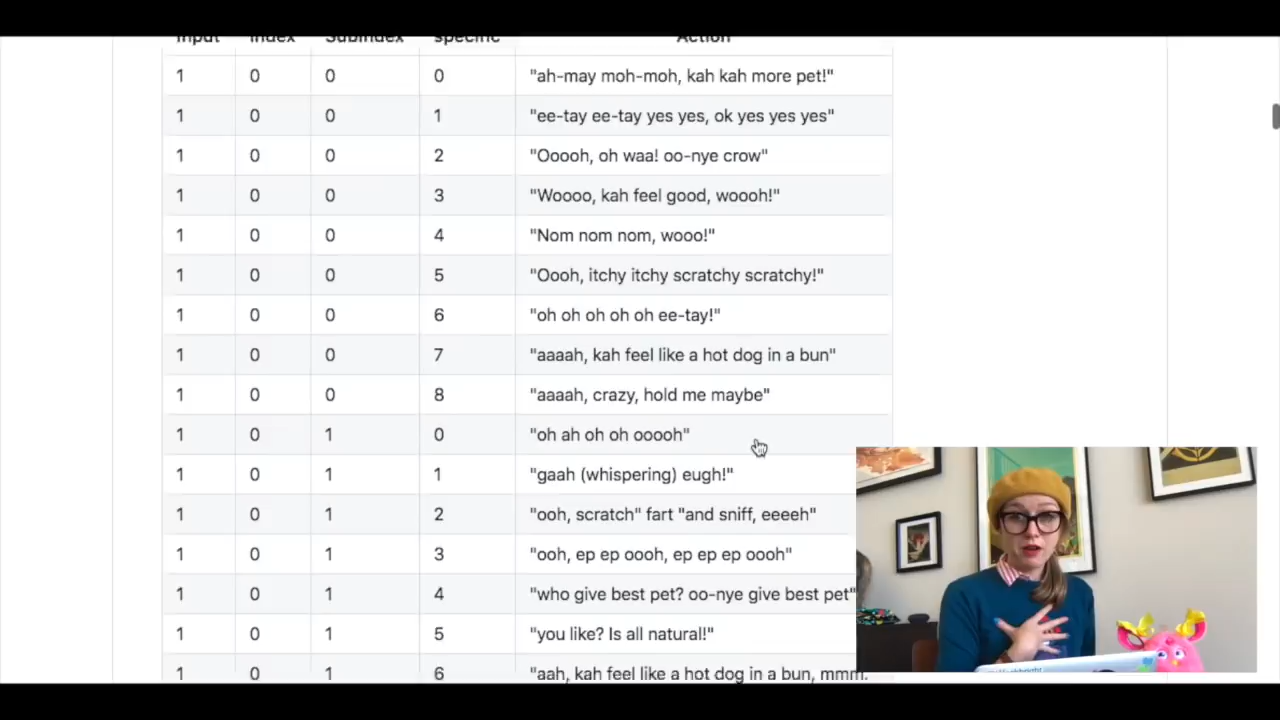 Input Index Subindex specific Action
1 0 0 0 "ah-may moh-moh, kah kah more pet!"
1 0 0 1 "ee-tay ee-tay yes yes, ok yes yes yes"
1 0 0 2 "Ooooh, oh waa! oo-nye crow"
1 0 0 3 "Woooo, kah feel good, woooh!"
1 0 0 4 "Nom nom nom, wooo!"
1 0 0 5 "Oooh, itchy itchy scratchy scratchy!"
1 0 0 6 "oh oh oh oh oh ee-tay!"
1 0 0 7 "aaaah, kah feel like a hot dog in a bun"
1 0 0 8 "aaaah, crazy, hold me maybe"
1 0 1 0 "oh ah oh oh ooooh"
1 0 1 1 "gaah (whispering) eugh!"
1 0 1 2 "ooh, scratch" fart "and sniff, eeeeh"
1 0 1 3 "ooh, ep ep oooh, ep ep ep oooh"
1 0 1 4 "who give best pet? oo-nye give best pet"
1 0 1 5 "you like? Is all natural!"
1 0 1 6 "aah, kah feel like a hot dog in a bun, mmm.